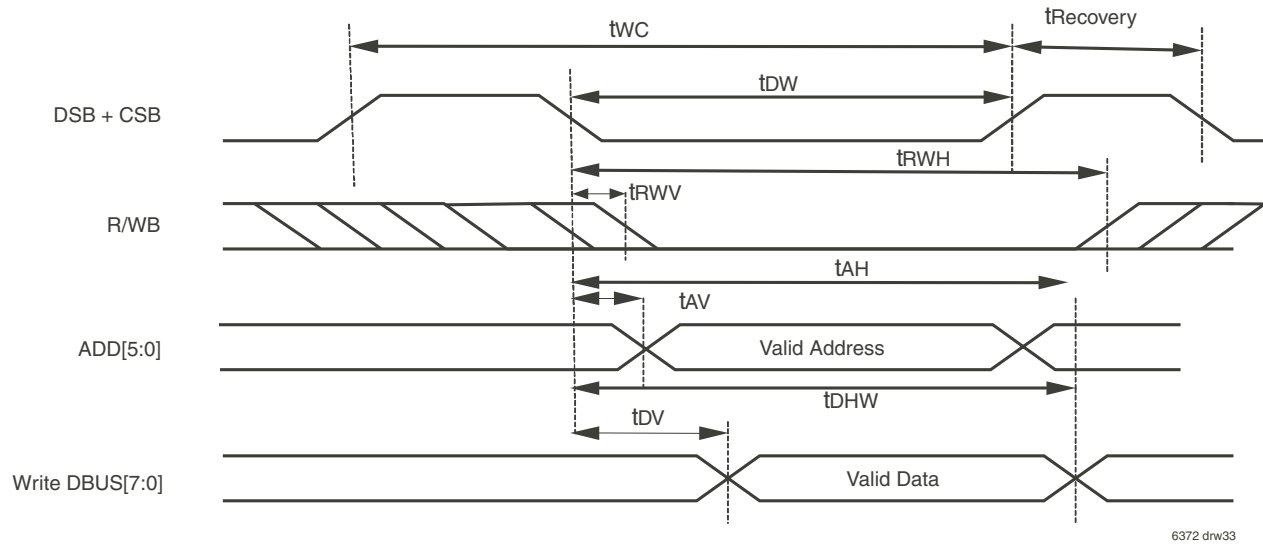 tWC
tRecovery
tDW
DSB + CSB
tRWH
tRWV
R/WB
tAH
tAV
ADD[5:0]
Valid Address
tDHW
tDV
Write DBUS[7:0]
Valid Data
6372 drw33